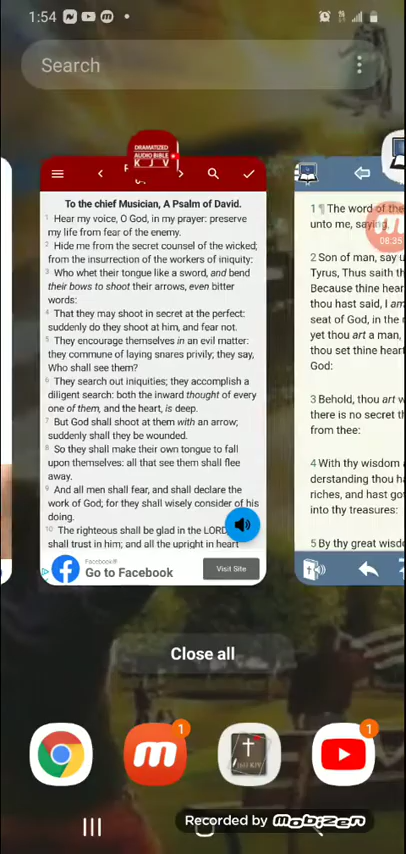 1:54
Search
DRAMATIZED
AUDIO BIBLE
KJV
To the chief Musician, A Psalm of David.
1 Hear my voice, O God, in my prayer: preserve
my life from fear of the enemy.
2 Hide me from the secret counsel of the wicked;
from the insurrection of the workers of iniquity:
3 Who whet their tongue like a sword, and bend
their bows to shoot their arrows, even bitter
words:
4 That they may shoot in secret at the perfect:
suddenly do they shoot at him, and fear not.
5 They encourage themselves in an evil matter:
they commune of laying snares privily; they say,
Who shall see them?
6 They search out iniquities; they accomplish a
diligent search: both the inward thought of every
one of them, and the heart, is deep.
7 But God shall shoot at them with an arrow;
suddenly shall they be wounded.
8 So they shall make their own tongue to fall
upon themselves: all that see them shall flee
away.
9 And all men shall fear, and shall declare the
work of God; for they shall wisely consider of his
doing.
10 The righteous shall be glad in the LORD
shall trust in him; and all the upright in heart
Facebook®
Go to Facebook
Visit Site
1 ¶ The word of the
unto me, saying,
08:35
2 Son of man, say u
Tyrus, Thus saith th
Because thine hear
thou hast said, I am
seat of God, in the
yet thou art a man,
thou set thine heart
God:
3 Behold, thou art w
there is no secret t
from thee:
4 With thy wisdom
derstanding thou h
riches, and hast go
into thy treasures:
5 By thy great wisd
Close all
1
1
Recorded by mobizen